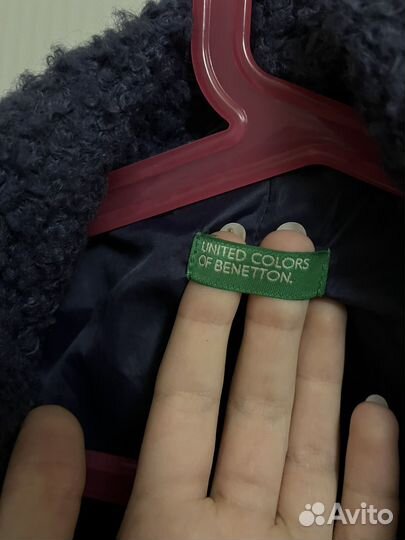 UNITED COLORS
OF BENETTON.
Avito